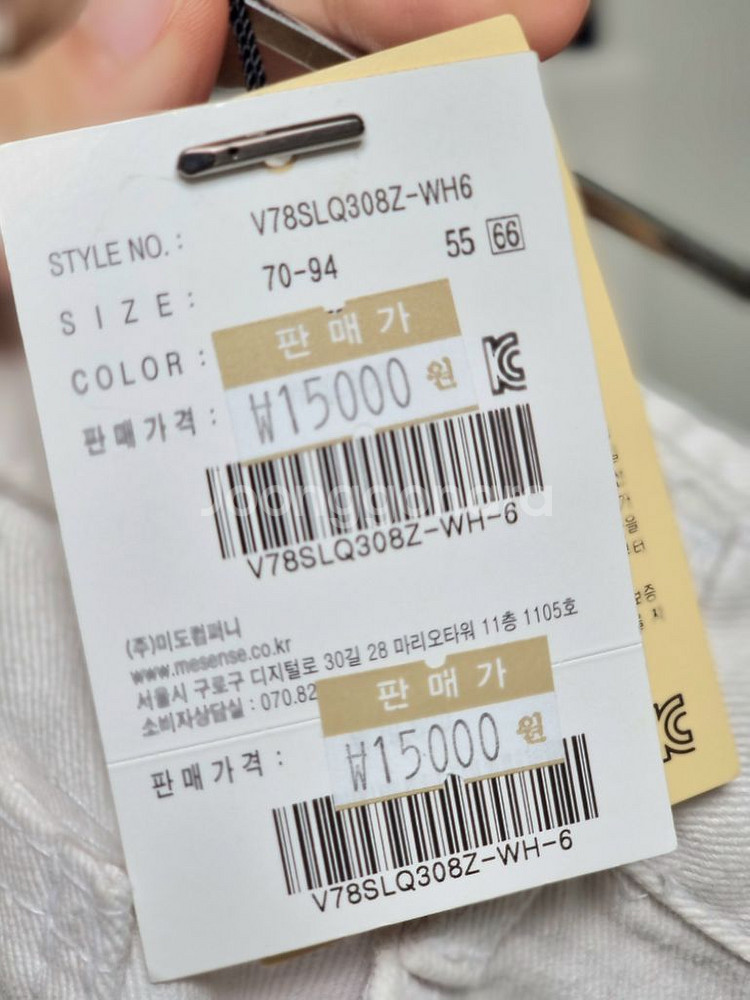 STYLE NO. : V78SLQ308Z-WH6
SIZE : 70-94 55 66
COLOR :
판매가
판매가격 : ₩15000 원
V78SLQ308Z-WH-6
Joonggonara
(주)미도컴퍼니
www.mesense.co.kr
서울시 구로구 디지털로 30길 28 마리오타워 11층 1105호
소비자상담실 : 070.82
판매가
판매가격 : ₩15000 원
V78SLQ308Z-WH-6